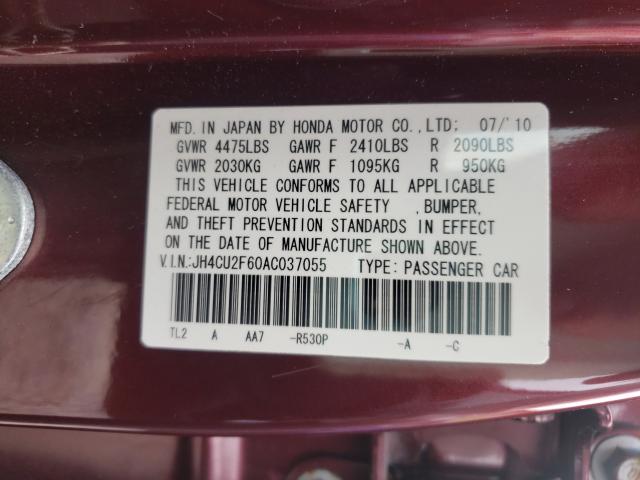 MFD. IN JAPAN BY HONDA MOTOR CO.,LTD: 07/'10
GVWR 4475LBS GAWR F 2410LBS R 2090LBS
GVWR 2030KG GAWR F 1095KG R 950KG
THIS VEHICLE CONFORMS TO ALL APPLICABLE
FEDERAL MOTOR VEHICLE SAFETY , BUMPER,
AND THEFT PREVENTION STANDARDS IN EFFECT
ON THE DATE OF MANUFACTURE SHOWN ABOVE.
V.I.N.:JH4CU2F60AC037055 TYPE: PASSENGER CAR
TL2 A AA7 -R530P -A -C